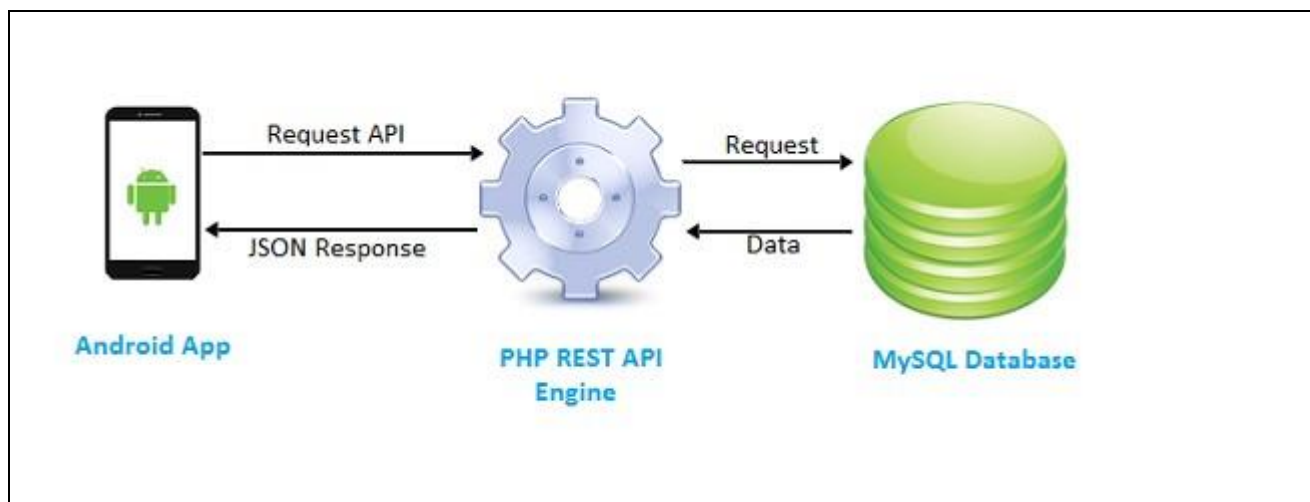 Request API
JSON Response
Request
Data
Android App
PHP REST API
Engine
MySQL Database